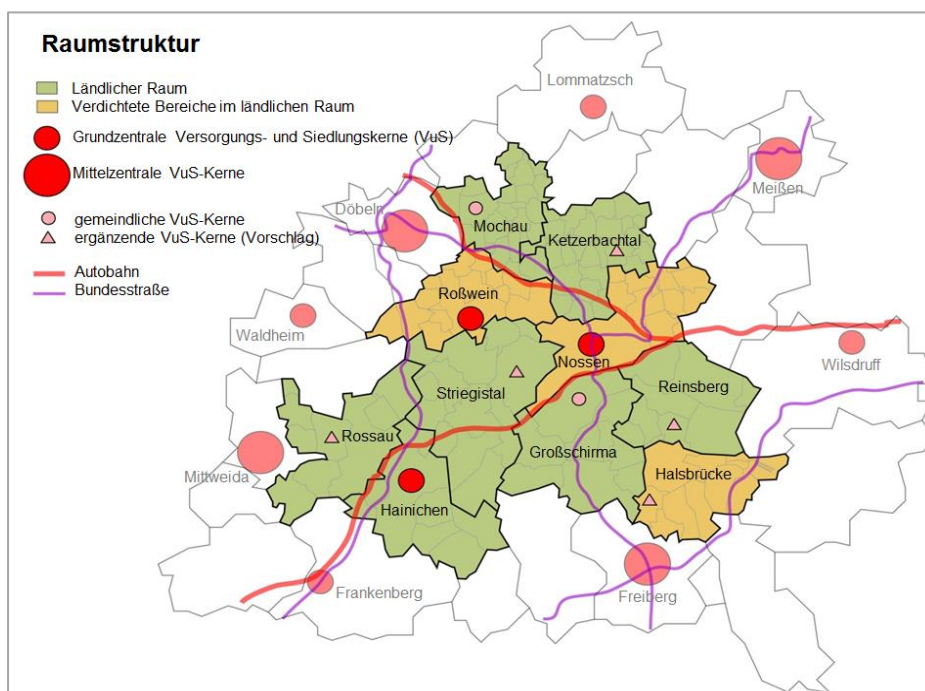 Raumstruktur
Ländlicher Raum
Verdichtete Bereiche im ländlichen Raum
Grundzentrale Versorgungs- und Siedlungskerne (VuS)
Mittelzentrale VuS-Kerne
gemeindliche VuS-Kerne
ergänzende VuS-Kerne (Vorschlag)
Autobahn
Bundesstraße
Lommatzsch
Meißen
Döbeln
Mochau
Ketzerbachtal
Roßwein
Waldheim
Nossen
Wilsdruff
Striegistal
Reinsberg
Rossau
Großschirma
Mittweida
Halsbrücke
Hainichen
Frankenberg
Freiberg